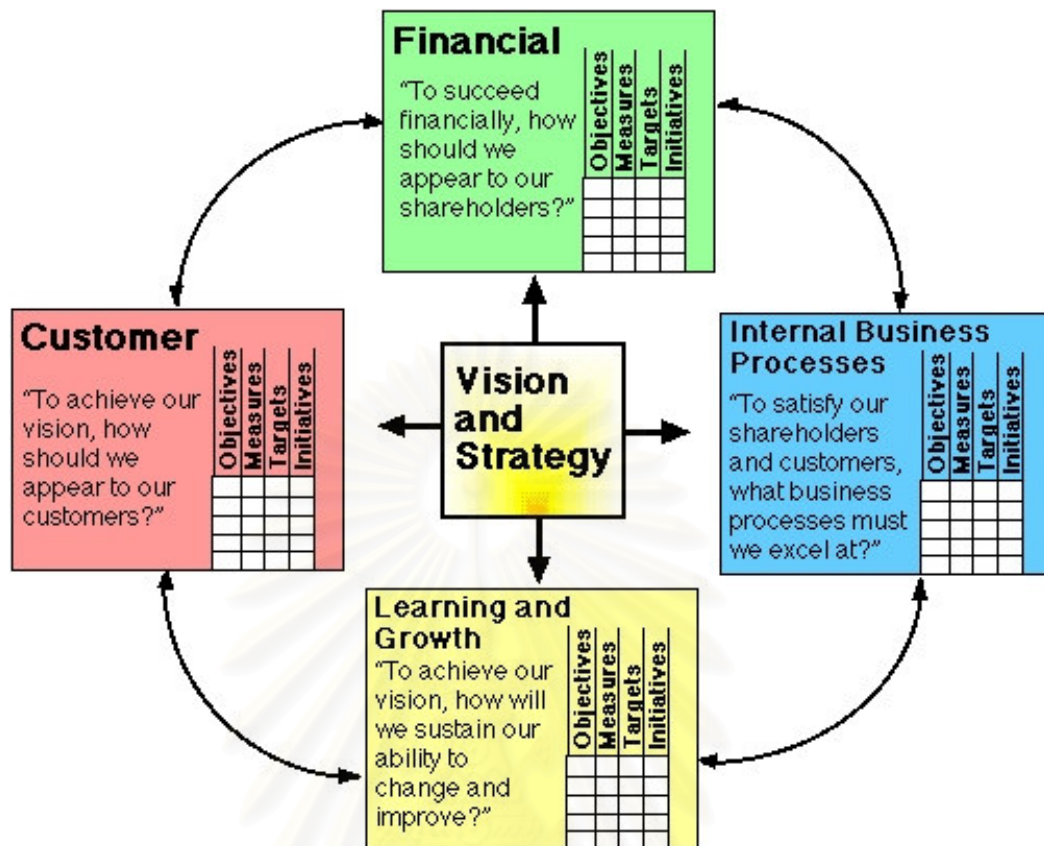 Financial
“To succeed
financially, how
should we
appear to our
shareholders?”
Objectives
Measures
Targets
Initiatives
Customer
“To achieve our
vision, how
should we
appear to our
customers?”
Objectives
Measures
Targets
Initiatives
Vision
and
Strategy
Internal Business
Processes
“To satisfy our
shareholders
and customers,
what business
processes must
we excel at?”
Objectives
Measures
Targets
Initiatives
Learning and
Growth
“To achieve our
vision, how will
we sustain our
ability to
change and
improve?”
Objectives
Measures
Targets
Initiatives